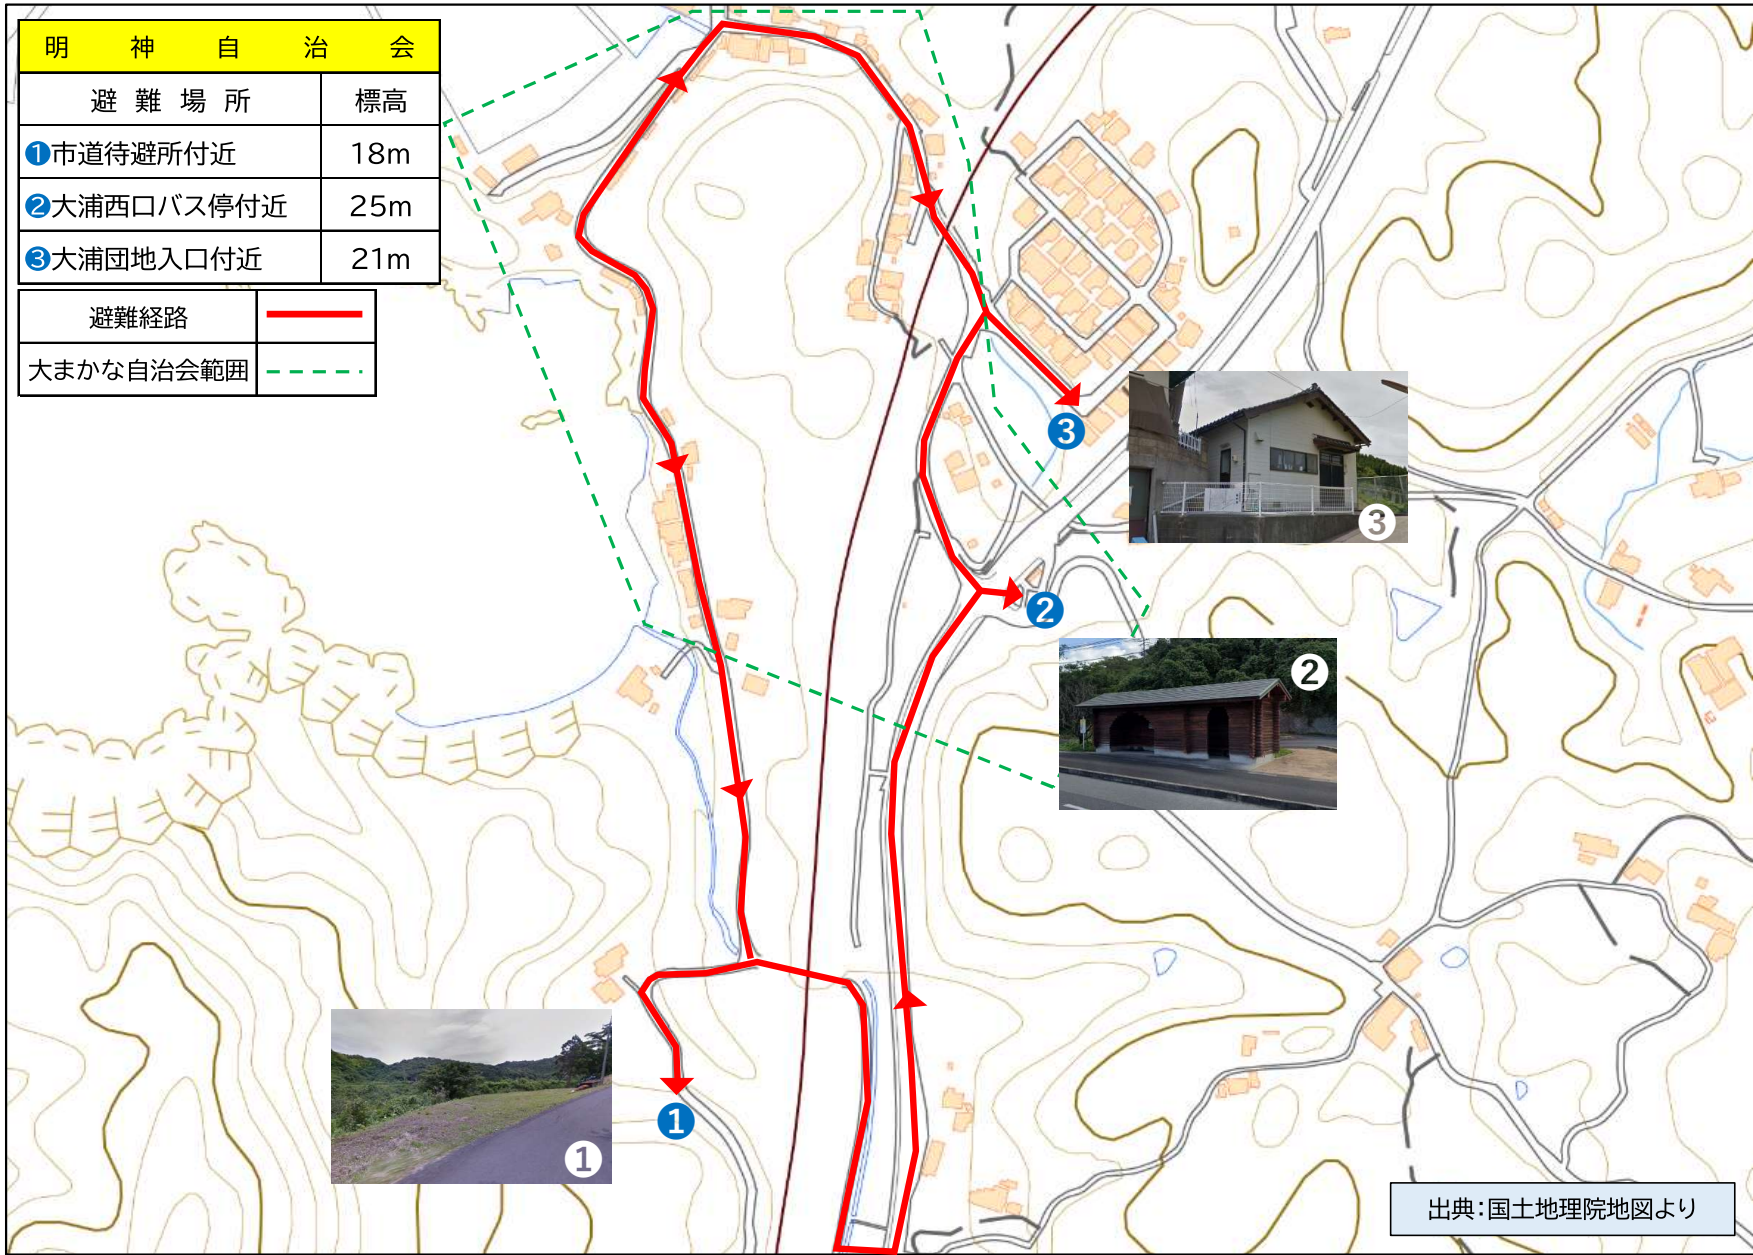 明神自治会
避難場所 標高
❶市道待避所付近 18m
❷大浦西口バス停付近 25m
❸大浦団地入口付近 21m
避難経路
大まかな自治会範囲
3
3
2
2
1
1
出典：国土地理院地図より